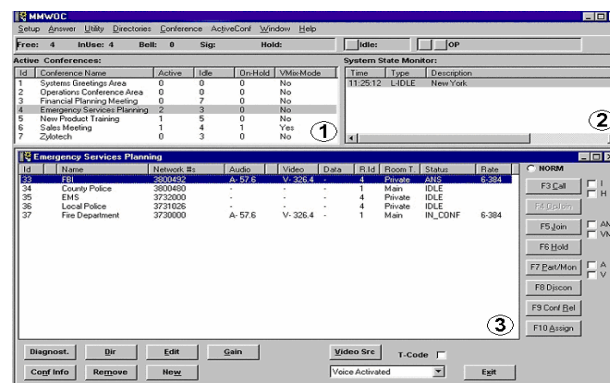 MMWOC
Setup Answer Utility Directories Conference ActiveConf Window Help
Free: 4 InUse: 4 Bell: 0 Sig: Hold: Idle: OP
Active Conferences: System State Monitor:
Id Conference Name Active Idle On-Hold VMix-Mode
1 Systems Greetings Area 0 0 0 No
2 Operations Conference Area 0 0 0 No
3 Financial Planning Meeting 0 7 0 No
4 Emergency Services Planning 2 3 0 No
5 New Product Training 1 5 0 No
6 Sales Meeting 1 4 1 Yes
7 Zylotech 0 3 0 No
1
Time Type Description
11:25:12 L-IDLE New York
2
Emergency Services Planning
Id Name Network #s Audio Video Data R.Id Room T. Status Rate
33 FBI 3800492 A- 57.6 V- 326.4 - 4 Private ANS 6-384
34 County Police 3800480 - - - 1 Main IDLE
35 EMS 3732000 - - - 4 Private IDLE
36 Local Police 3731026 - - - 4 Private IDLE
37 Fire Department 3730000 A- 57.6 V- 326.4 - 1 Main IN_CONF 6-384
3
NORM
F3 Call I
H
F5 Join AN
VM
F6 Hold
F7 Part/Mon A
V
F8 Discon
F9 Conf Rel
F10 Assign
Diagnost. Dir Edit Gain Video Src T-Code
Conf Info Remove New Voice Activated Exit